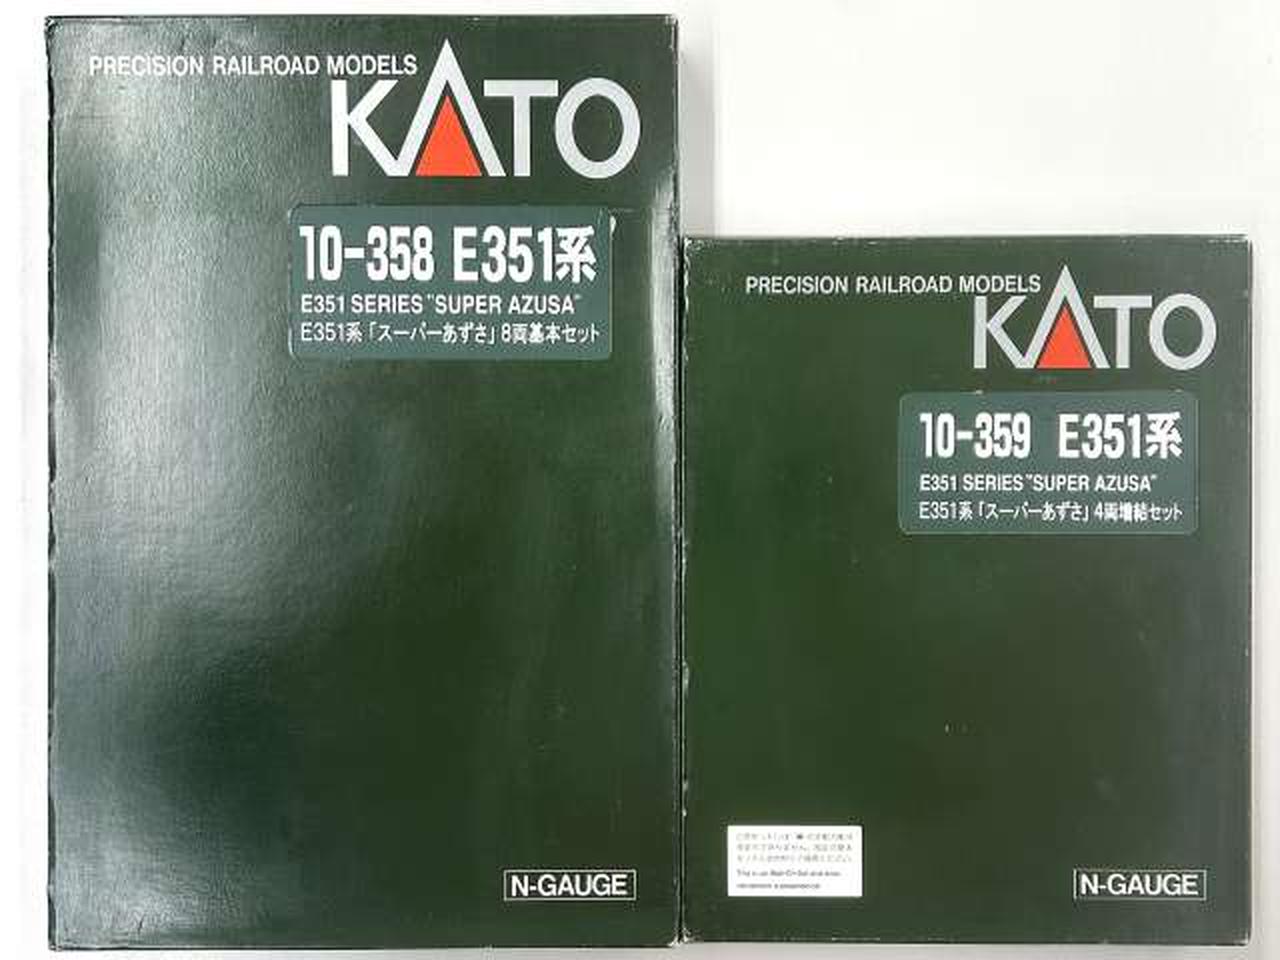 PRECISION RAILROAD MODELS
KATO
10-358 E351系
E351 SERIES "SUPER AZUSA"
E351系「スーパーあずさ」8両基本セット
N-GAUGE
PRECISION RAILROAD MODELS
KATO
10-359 E351系
E351 SERIES "SUPER AZUSA"
E351系「スーパーあずさ」4両増結セット
N-GAUGE